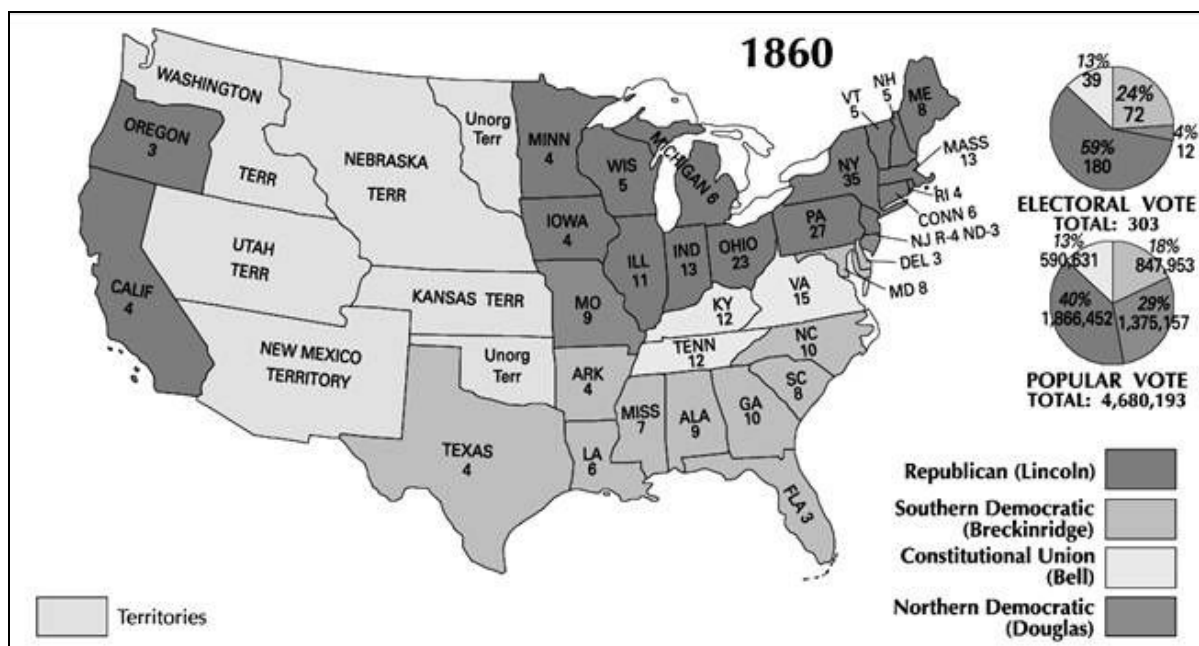 1860
WASHINGTON
TERR
OREGON
3
CALIF
4
NEBRASKA
TERR
Unorg
Terr
UTAH
TERR
KANSAS TERR
NEW MEXICO
TERRITORY
Unorg
Terr
TEXAS
4
MINN
4
IOWA
4
MO
9
ARK
4
LA
6
WIS
5
MICHIGAN 6
ILL
11
IND
13
OHIO
23
KY
12
TENN
12
MISS
7
ALA
9
GA
10
FLA 3
SC
8
NC
10
VA
15
PA
27
NY
35
VT
5
NH
5
ME
8
MASS
13
RI 4
CONN 6
NJ R-4 ND-3
DEL 3
MD 8
13%
39
24%
72
4%
12
59%
180
ELECTORAL VOTE
TOTAL: 303
13%
590,631
18%
847,953
40%
1,866,452
29%
1,375,157
POPULAR VOTE
TOTAL: 4,680,193
Republican (Lincoln)
Southern Democratic
(Breckinridge)
Constitutional Union
(Bell)
Northern Democratic
(Douglas)
Territories